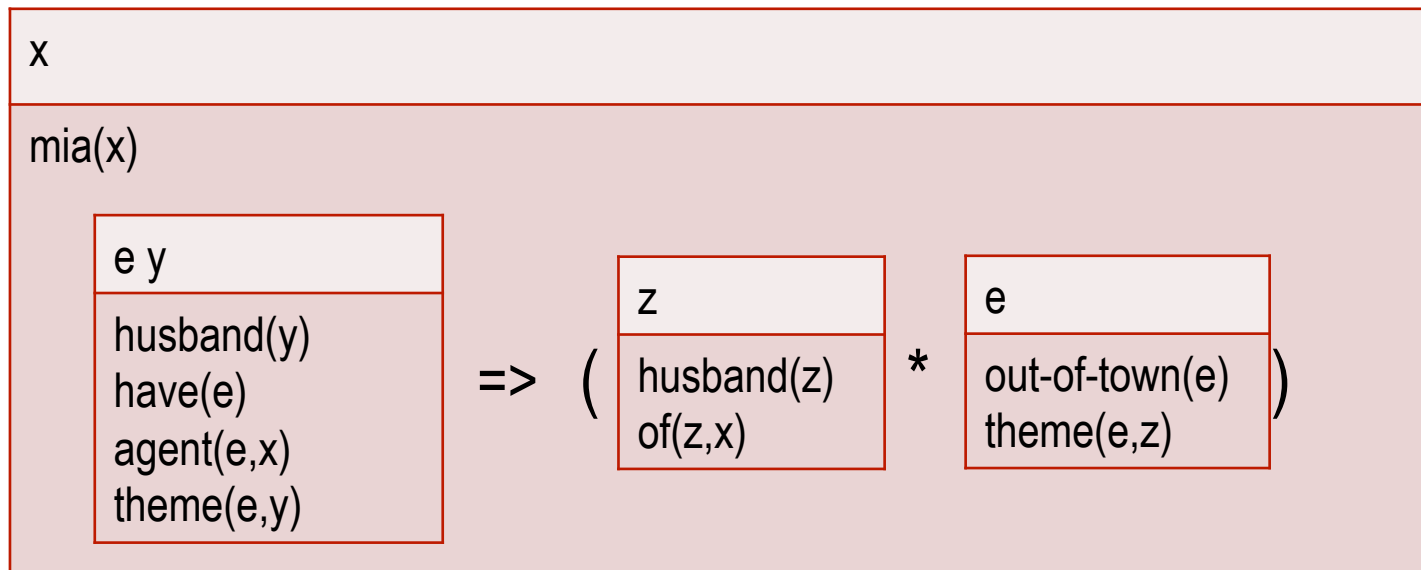 x
mia(x)
e y
husband(y)
have(e)
agent(e,x)
theme(e,y)
=> (
z
husband(z)
of(z,x)
*
e
out-of-town(e)
theme(e,z)
)